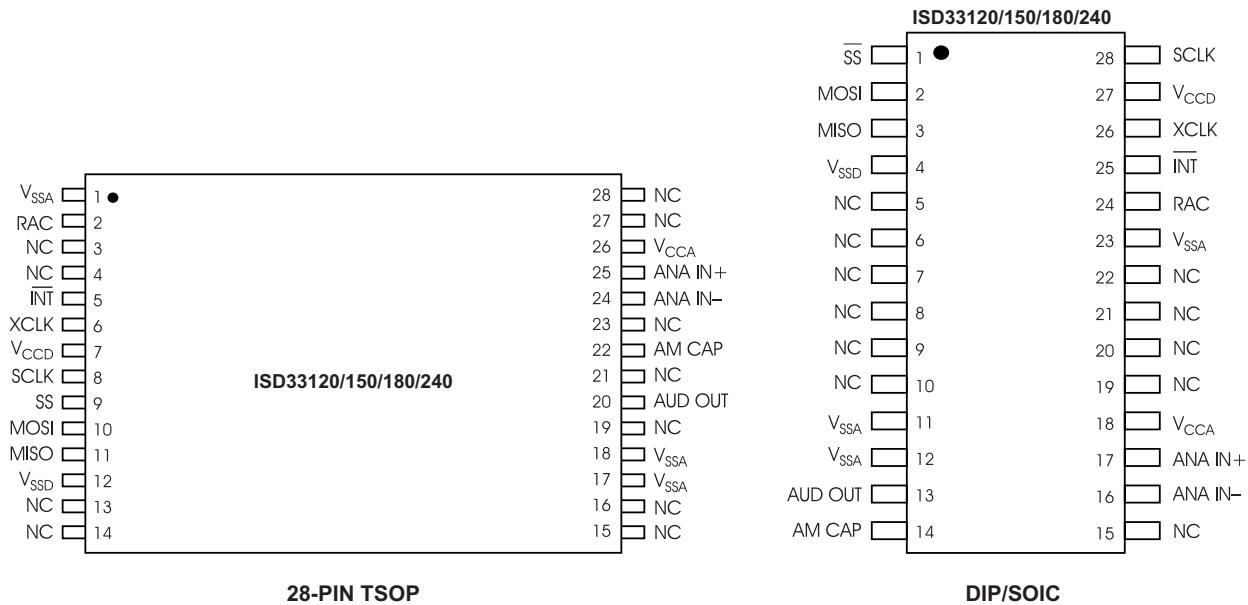 ISD33120/150/180/240
V_SSA 1 28 NC
RAC 2 27 NC
NC 3 26 V_CCA
NC 4 25 ANA IN+
I̅N̅T̅ 5 24 ANA IN–
XCLK 6 23 NC
V_CCD 7 22 AM CAP
SCLK 8 21 NC
SS 9 20 AUD OUT
MOSI 10 19 NC
MISO 11 18 V_SSA
V_SSD 12 17 V_SSA
NC 13 16 NC
NC 14 15 NC
28-PIN TSOP
ISD33120/150/180/240
S̅S̅ 1 28 SCLK
MOSI 2 27 V_CCD
MISO 3 26 XCLK
V_SSD 4 25 I̅N̅T̅
NC 5 24 RAC
NC 6 23 V_SSA
NC 7 22 NC
NC 8 21 NC
NC 9 20 NC
NC 10 19 NC
V_SSA 11 18 V_CCA
V_SSA 12 17 ANA IN+
AUD OUT 13 16 ANA IN–
AM CAP 14 15 NC
DIP/SOIC